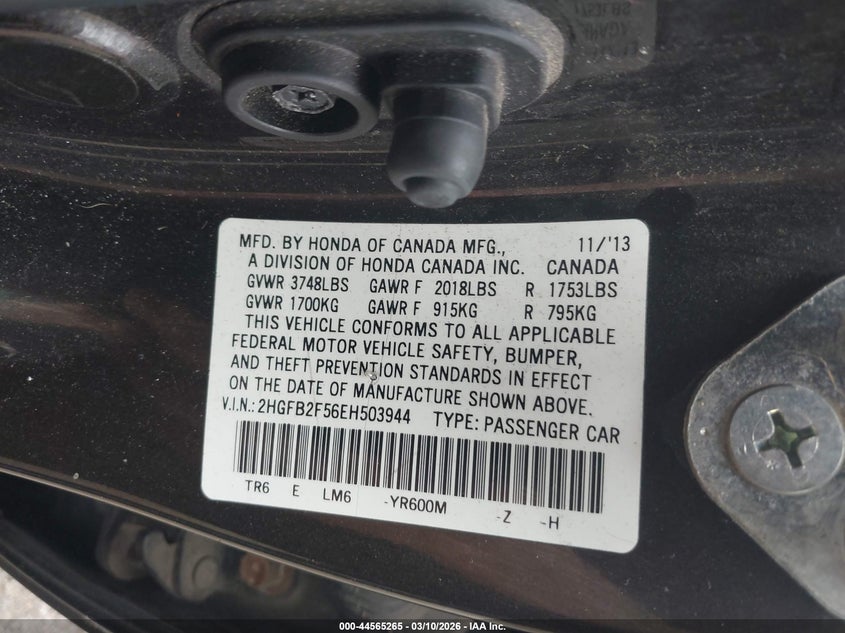 MFD. BY HONDA OF CANADA MFG., 11/'13
A DIVISION OF HONDA CANADA INC. CANADA
GVWR 3748LBS GAWR F 2018LBS R 1753LBS
GVWR 1700KG GAWR F 915KG R 795KG
THIS VEHICLE CONFORMS TO ALL APPLICABLE
FEDERAL MOTOR VEHICLE SAFETY, BUMPER,
AND THEFT PREVENTION STANDARDS IN EFFECT
ON THE DATE OF MANUFACTURE SHOWN ABOVE.
V.I.N.: 2HGFB2F56EH503944 TYPE: PASSENGER CAR
TR6 E LM6 -YR600M -Z -H
000-44565265 - 03/10/2026 - IAA Inc.